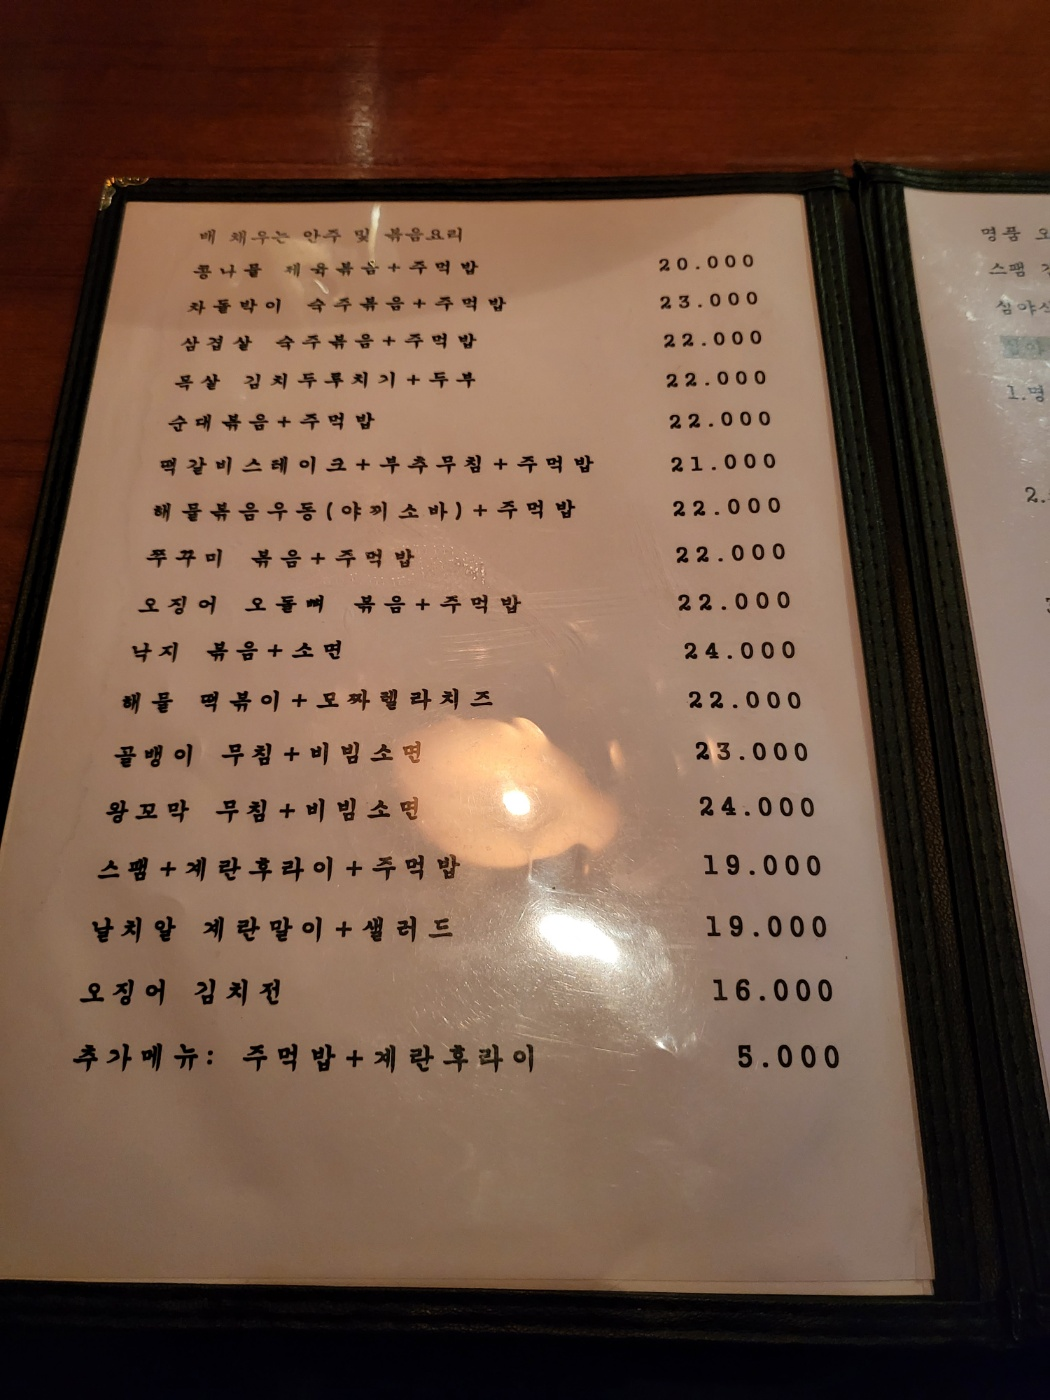 배 채우는 안주 및 볶음요리
콩나물 제육볶음+주먹밥 20.000
차돌박이 숙주볶음+주먹밥 23.000
삼겹살 숙주볶음+주먹밥 22.000
목살 김치두루치기+두부 22.000
순대볶음+주먹밥 22.000
떡갈비스테이크+부추무침+주먹밥 21.000
해물볶음우동(야끼소바)+주먹밥 22.000
쭈꾸미 볶음+주먹밥 22.000
오징어 오돌뼈 볶음+주먹밥 22.000
낙지 볶음+소면 24.000
해물 떡볶이+모짜렐라치즈 22.000
골뱅이 무침+비빔소면 23.000
왕꼬막 무침+비빔소면 24.000
스팸+계란후라이+주먹밥 19.000
날치알 계란말이+샐러드 19.000
오징어 김치전 16.000
추가메뉴: 주먹밥+계란후라이 5.000
명품
스팸
1.명
2.